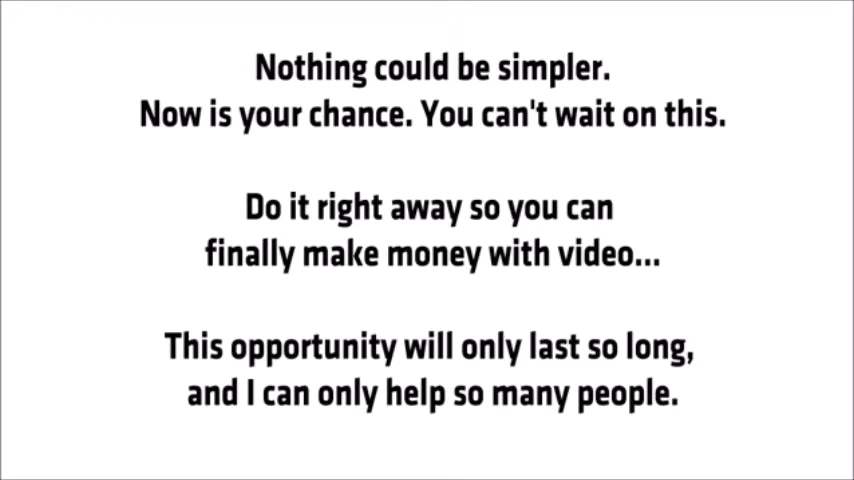 Nothing could be simpler.
Now is your chance. You can't wait on this.
Do it right away so you can
finally make money with video...
This opportunity will only last so long,
and I can only help so many people.